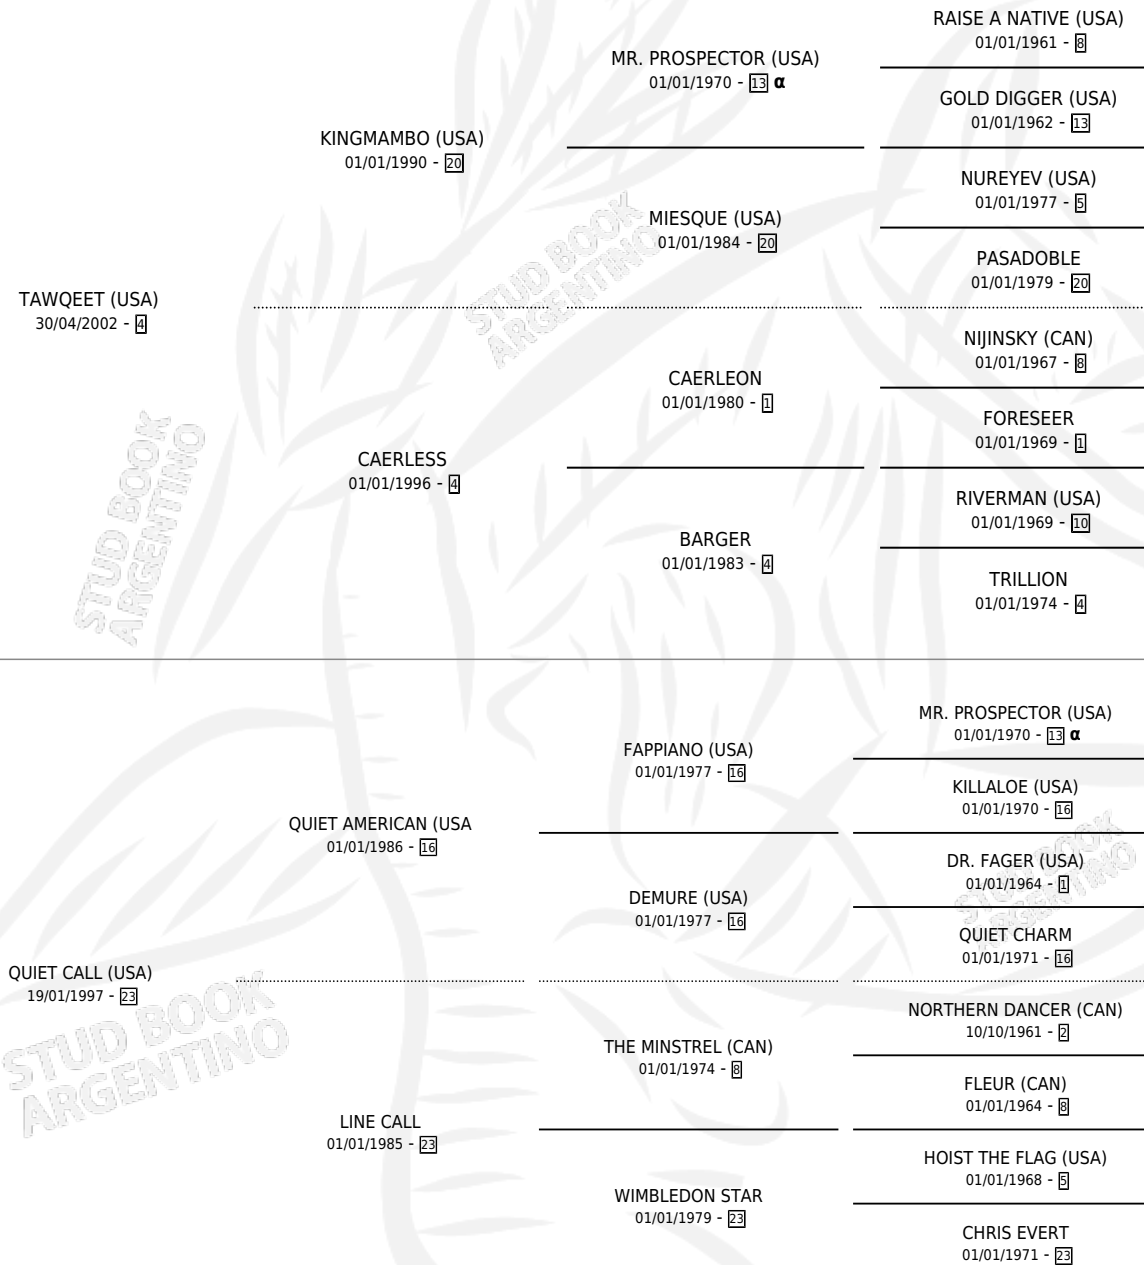 RAISE A NATIVE (USA)
01/01/1961 - 8
MR. PROSPECTOR (USA)
01/01/1970 - 13 α
GOLD DIGGER (USA)
01/01/1962 - 13
KINGMAMBO (USA)
01/01/1990 - 20
NUREYEV (USA)
01/01/1977 - 5
MIESQUE (USA)
01/01/1984 - 20
PASADOBLE
01/01/1979 - 20
TAWQEET (USA)
30/04/2002 - 4
NIJINSKY (CAN)
01/01/1967 - 8
CAERLEON
01/01/1980 - 1
FORESEER
01/01/1969 - 1
CAERLESS
01/01/1996 - 4
RIVERMAN (USA)
01/01/1969 - 10
BARGER
01/01/1983 - 4
TRILLION
01/01/1974 - 4
MR. PROSPECTOR (USA)
01/01/1970 - 13 α
FAPPIANO (USA)
01/01/1977 - 16
KILLALOE (USA)
01/01/1970 - 16
QUIET AMERICAN (USA
01/01/1986 - 16
DR. FAGER (USA)
01/01/1964 - 1
DEMURE (USA)
01/01/1977 - 16
QUIET CHARM
01/01/1971 - 16
QUIET CALL (USA)
19/01/1997 - 23
NORTHERN DANCER (CAN)
10/10/1961 - 2
THE MINSTREL (CAN)
01/01/1974 - 8
FLEUR (CAN)
01/01/1964 - 8
LINE CALL
01/01/1985 - 23
HOIST THE FLAG (USA)
01/01/1968 - 5
WIMBLEDON STAR
01/01/1979 - 23
CHRIS EVERT
01/01/1971 - 23
STUD BOOK
ARGENTINO
STUD BOOK
ARGENTINO
STUD BOOK
ARGENTINO
STUD BOOK
ARGENTINO